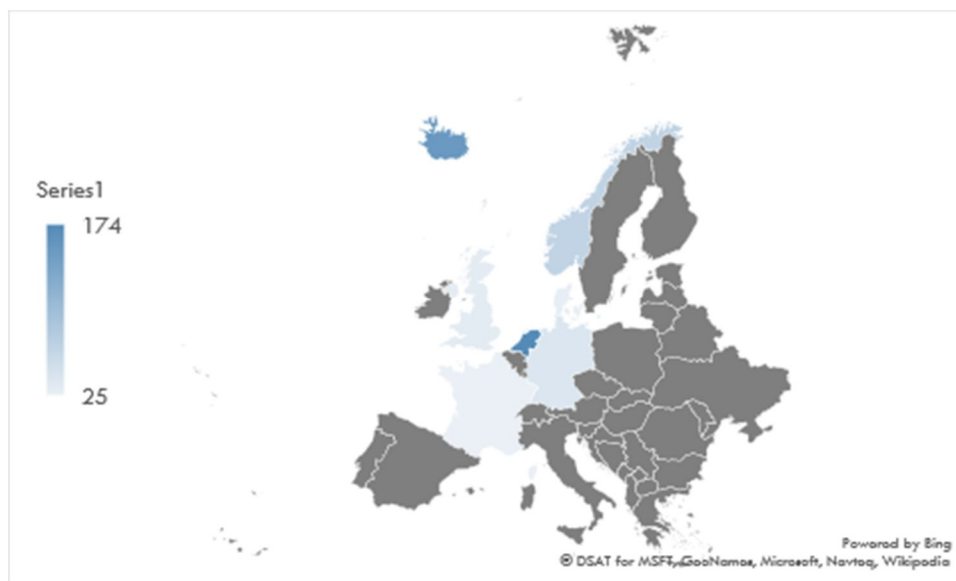 Series1
174
25
Powered by Bing
© DSAT for MSFT, GeoNames, Microsoft, Navteq, Wikipedia